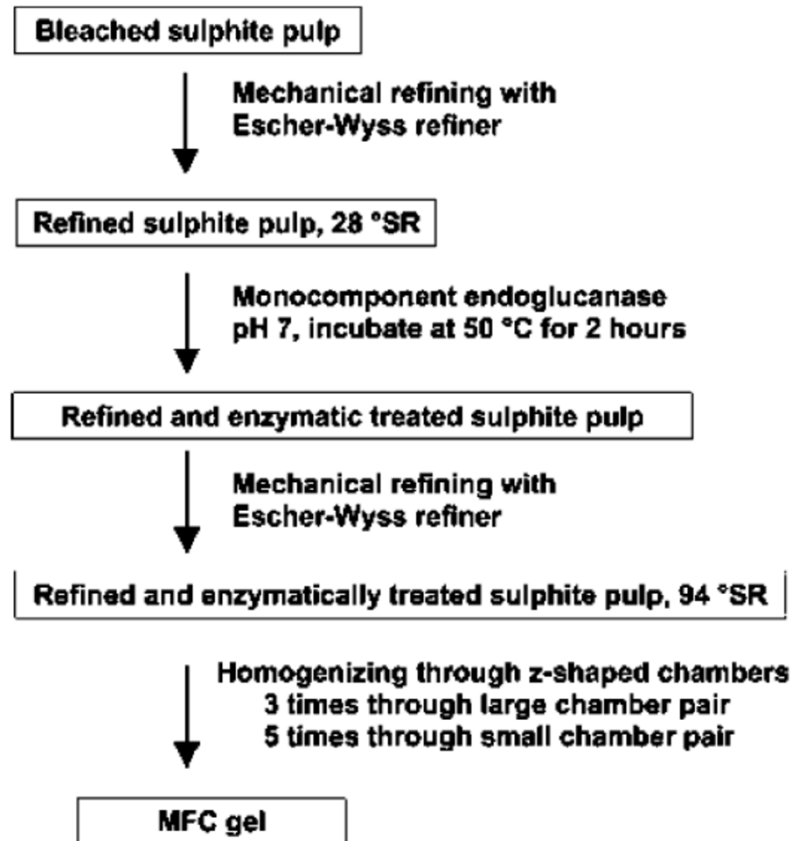 Bleached sulphite pulp
Mechanical refining with
Escher-Wyss refiner
Refined sulphite pulp, 28 °SR
Monocomponent endoglucanase
pH 7, incubate at 50 °C for 2 hours
Refined and enzymatic treated sulphite pulp
Mechanical refining with
Escher-Wyss refiner
Refined and enzymatically treated sulphite pulp, 94 °SR
Homogenizing through z-shaped chambers
3 times through large chamber pair
5 times through small chamber pair
MFC gel